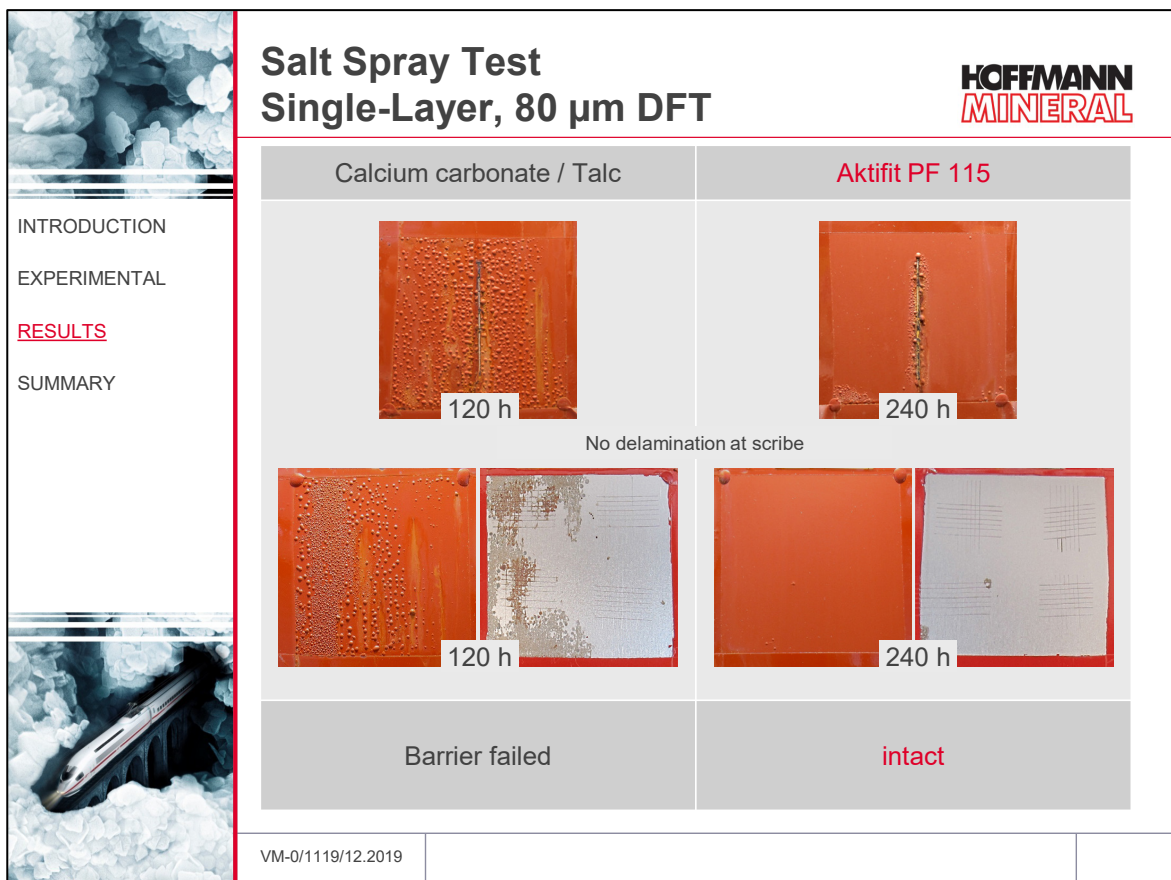 Salt Spray Test
Single-Layer, 80 µm DFT
HOFFMANN
MINERAL
INTRODUCTION
EXPERIMENTAL
RESULTS
SUMMARY
Calcium carbonate / Talc
Aktifit PF 115
120 h
240 h
No delamination at scribe
120 h
240 h
Barrier failed
intact
VM-0/1119/12.2019